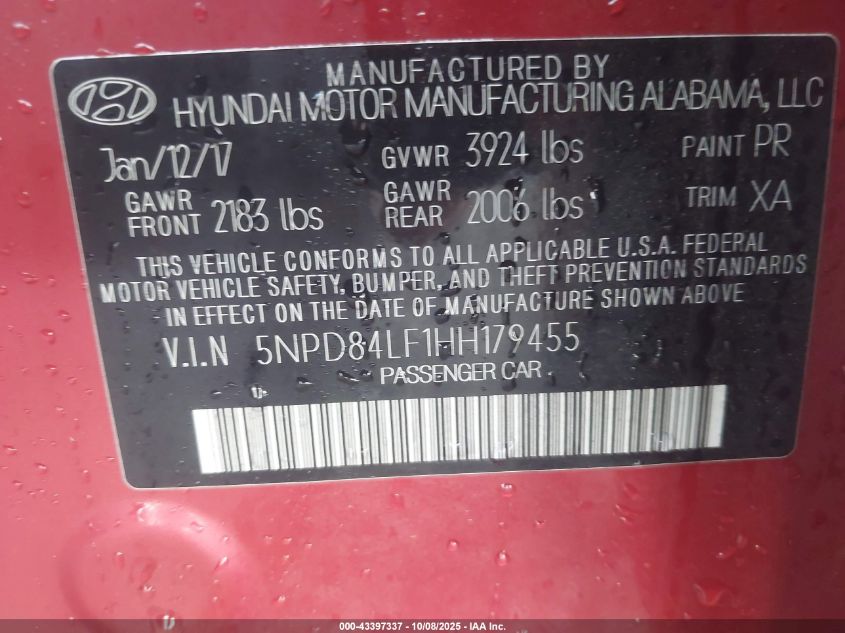 MANUFACTURED BY
HYUNDAI MOTOR MANUFACTURING ALABAMA, LLC
Jan/12/17 GVWR 3924 lbs PAINT PR
GAWR FRONT 2183 lbs GAWR REAR 2006 lbs TRIM XA
THIS VEHICLE CONFORMS TO ALL APPLICABLE U.S.A. FEDERAL
MOTOR VEHICLE SAFETY, BUMPER, AND THEFT PREVENTION STANDARDS
IN EFFECT ON THE DATE OF MANUFACTURE SHOWN ABOVE
V.I.N 5NPD84LF1HH179455
PASSENGER CAR
000-43397337 - 10/08/2025 - IAA Inc.